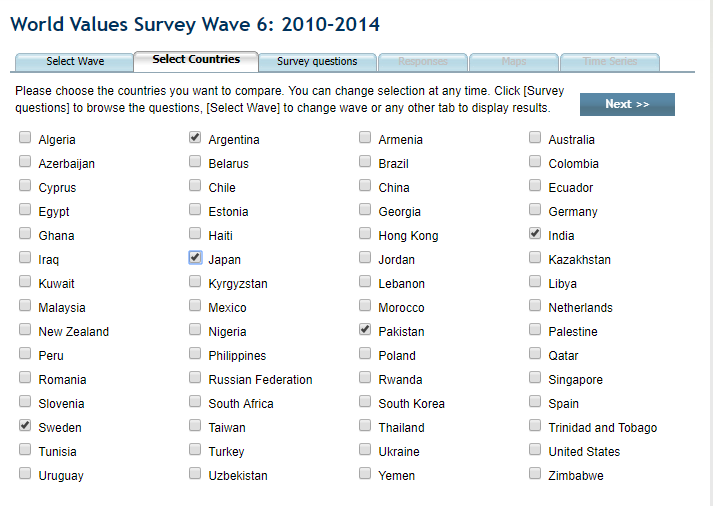 World Values Survey Wave 6: 2010-2014
Select Wave Select Countries Survey questions Responses Maps Time Series
Please choose the countries you want to compare. You can change selection at any time. Click [Survey
questions] to browse the questions, [Select Wave] to change wave or any other tab to display results.
Next >>
Algeria Argentina Armenia Australia
Azerbaijan Belarus Brazil Colombia
Cyprus Chile China Ecuador
Egypt Estonia Georgia Germany
Ghana Haiti Hong Kong India
Iraq Japan Jordan Kazakhstan
Kuwait Kyrgyzstan Lebanon Libya
Malaysia Mexico Morocco Netherlands
New Zealand Nigeria Pakistan Palestine
Peru Philippines Poland Qatar
Romania Russian Federation Rwanda Singapore
Slovenia South Africa South Korea Spain
Sweden Taiwan Thailand Trinidad and Tobago
Tunisia Turkey Ukraine United States
Uruguay Uzbekistan Yemen Zimbabwe